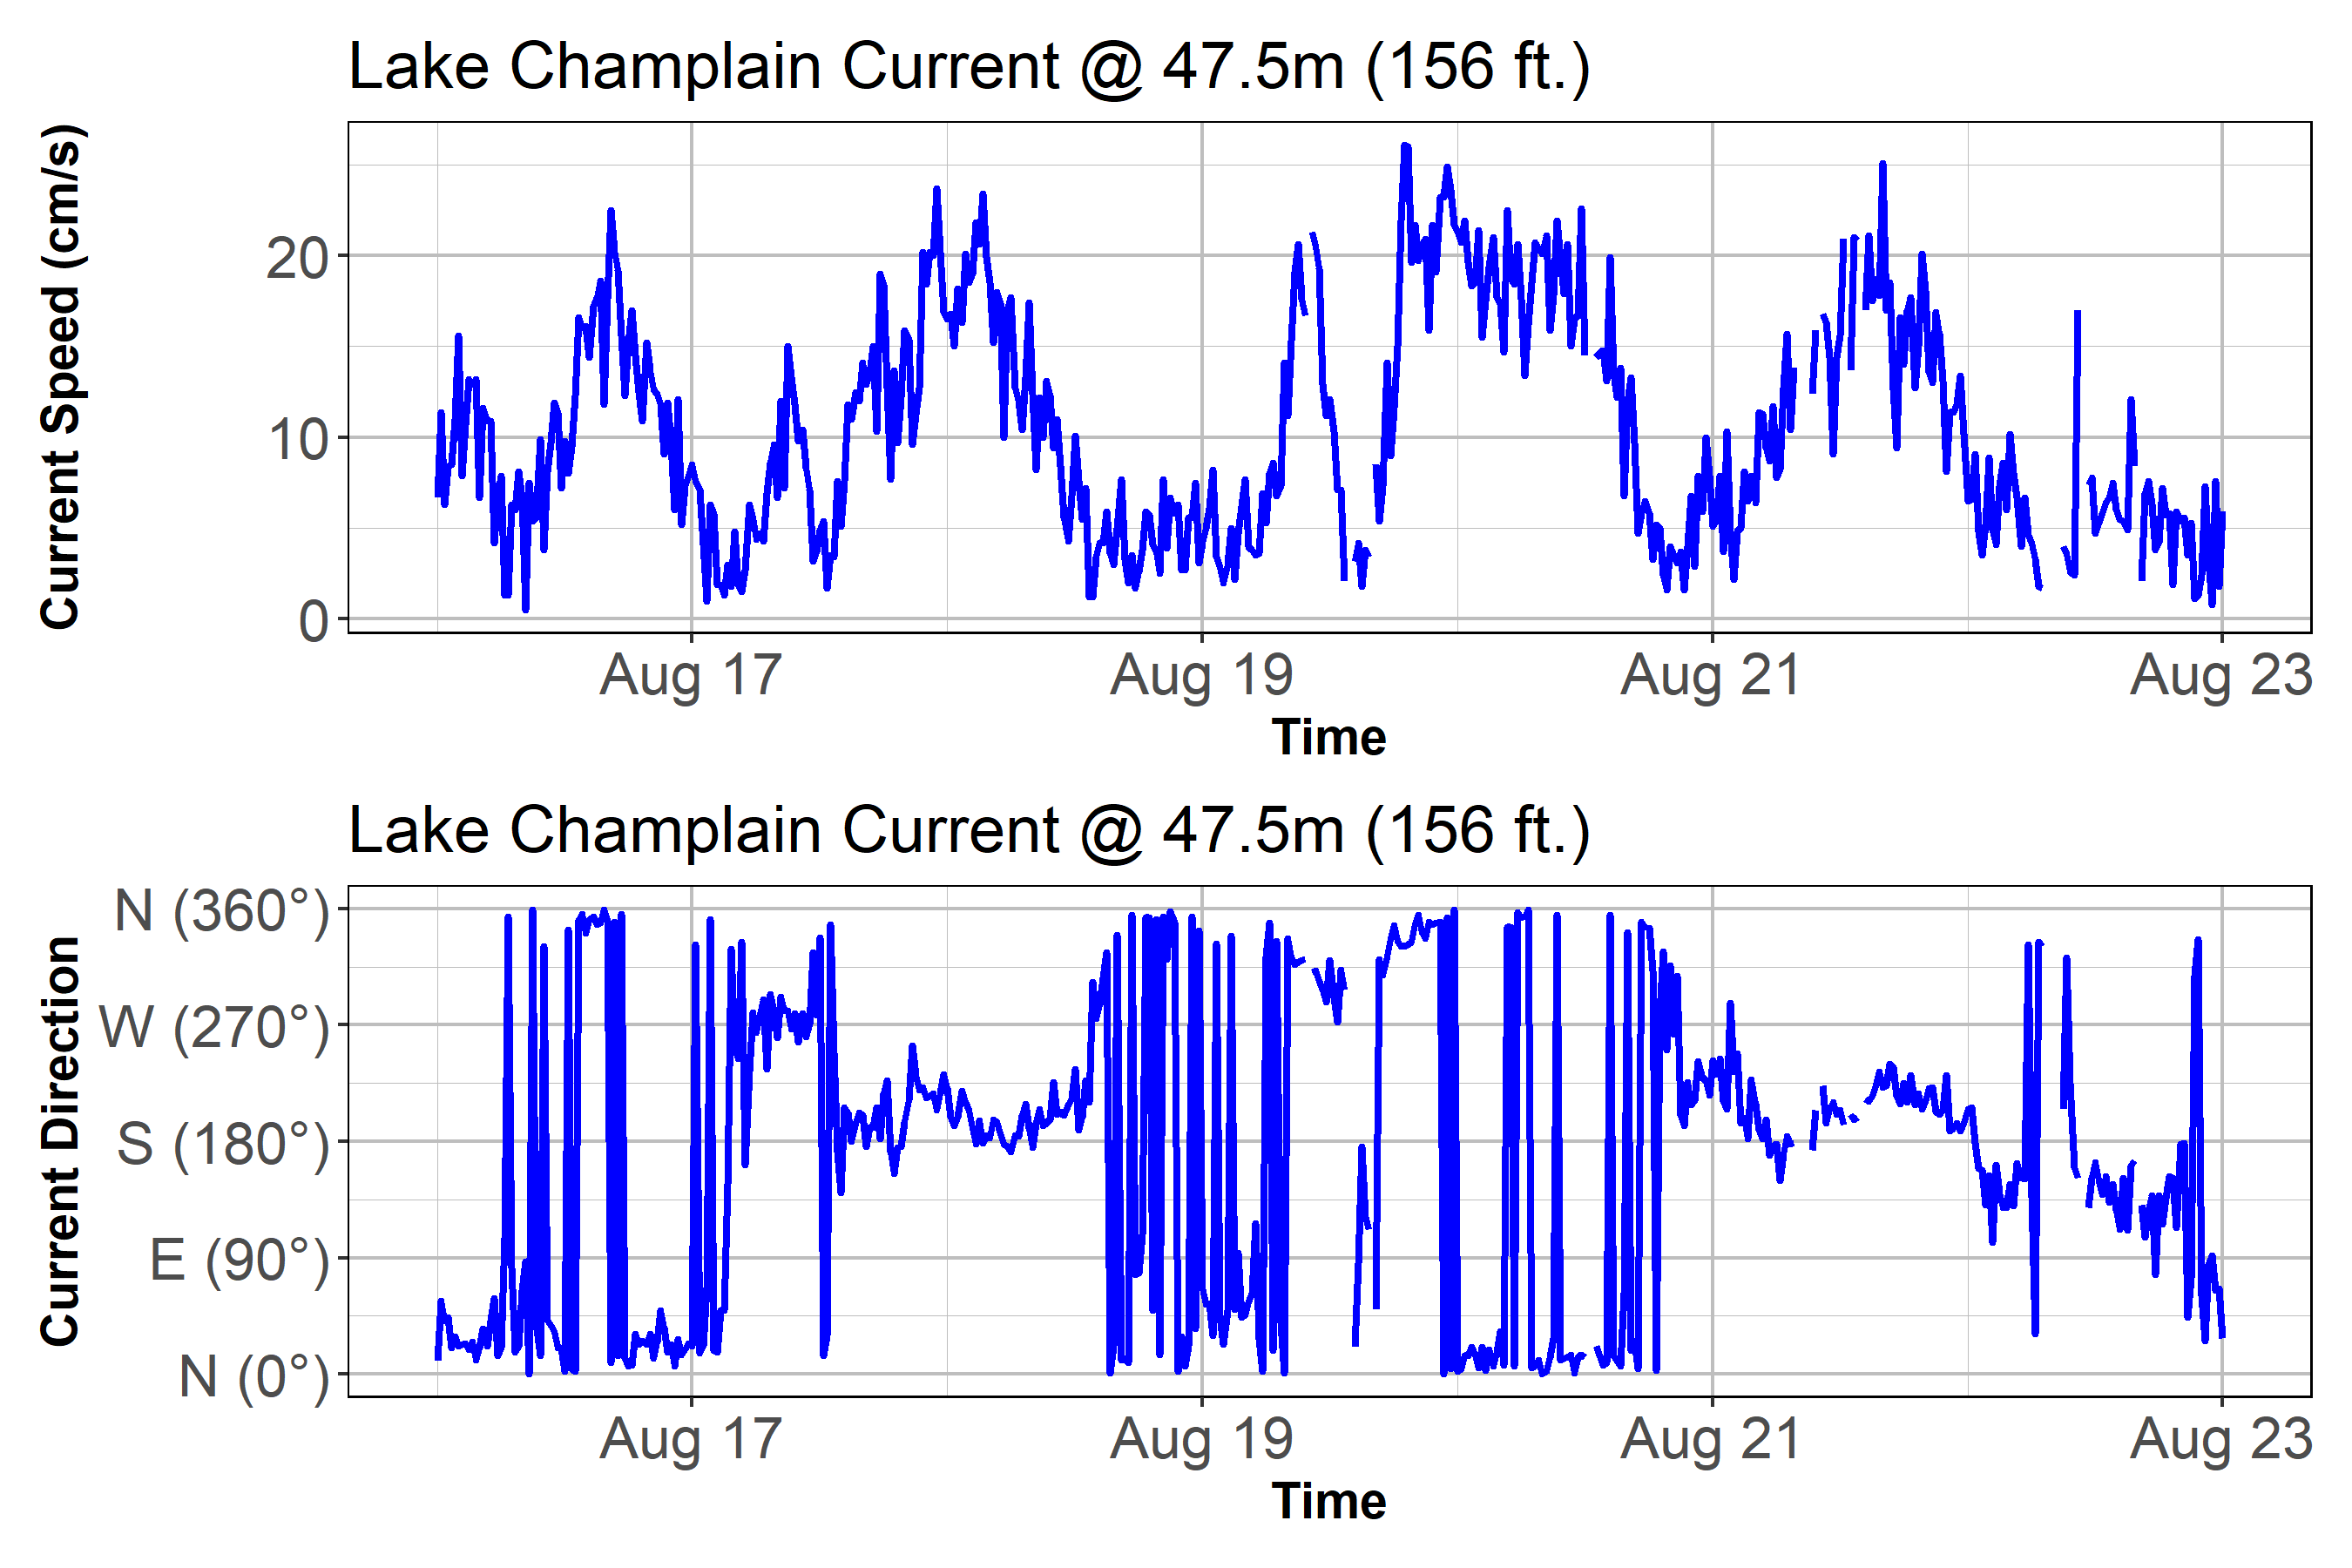 Lake Champlain Current @ 47.5m (156 ft.)
Current Speed (cm/s)
20
10
0
Aug 17 Aug 19 Aug 21 Aug 23
Time
Lake Champlain Current @ 47.5m (156 ft.)
Current Direction
N (360°)
W (270°)
S (180°)
E (90°)
N (0°)
Aug 17 Aug 19 Aug 21 Aug 23
Time